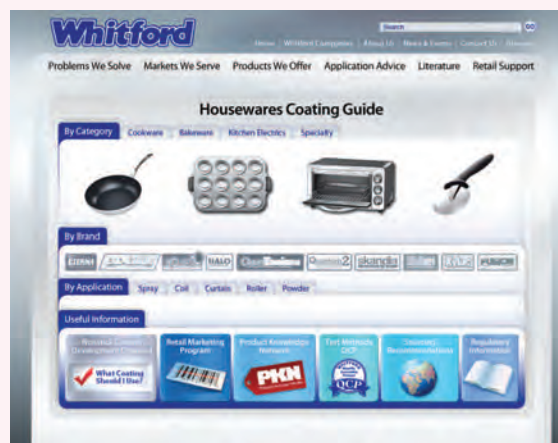 Whitford
Search GO
Home Whitford Companies About Us News & Events Contact Us
Problems We Solve Markets We Serve Products We Offer Application Advice Literature Retail Support
Housewares Coating Guide
By Category Cookware Bakeware Kitchen Electrics Specialty
By Brand
HALO Quantum2 skandia FUSION
By Application Spray Coil Curtain Roller Powder
Useful Information
Retail Marketing Program
Product Knowledge Network
Test Methods QCP
Recommendations
Regulatory Information
What Coating Should I Use?
PKN
QCP